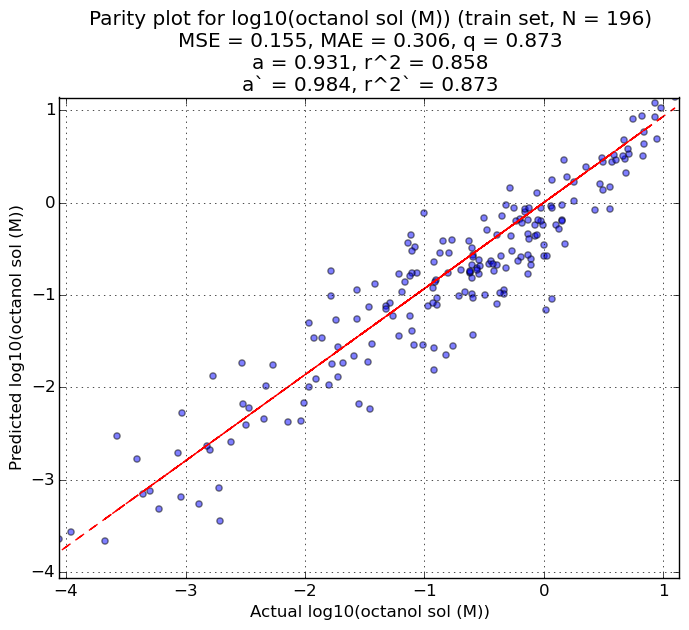 Parity plot for log10(octanol sol (M)) (train set, N = 196)
MSE = 0.155, MAE = 0.306, q = 0.873
a = 0.931, r^2 = 0.858
a` = 0.984, r^2` = 0.873
1
0
−1
−2
−3
−4
Predicted log10(octanol sol (M))
−4 −3 −2 −1 0 1
Actual log10(octanol sol (M))